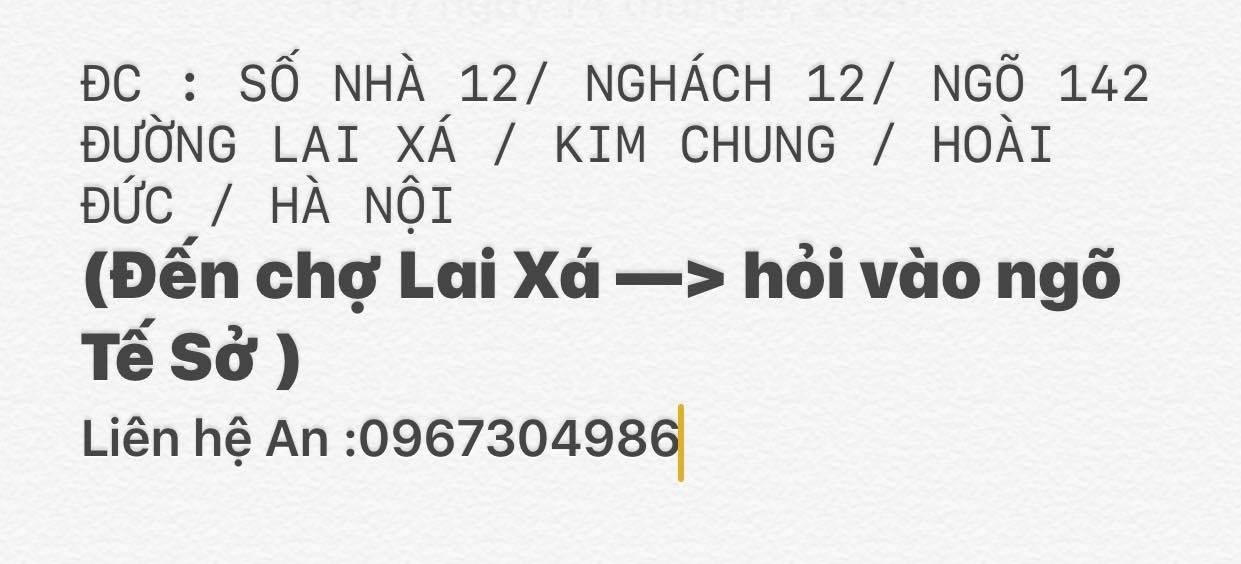 ĐC : SỐ NHÀ 12/ NGHÁCH 12/ NGÕ 142
ĐƯỜNG LAI XÁ / KIM CHUNG / HOÀI
ĐỨC / HÀ NỘI
(Đến chợ Lai Xá —> hỏi vào ngõ
Tế Sở )
Liên hệ An :0967304986